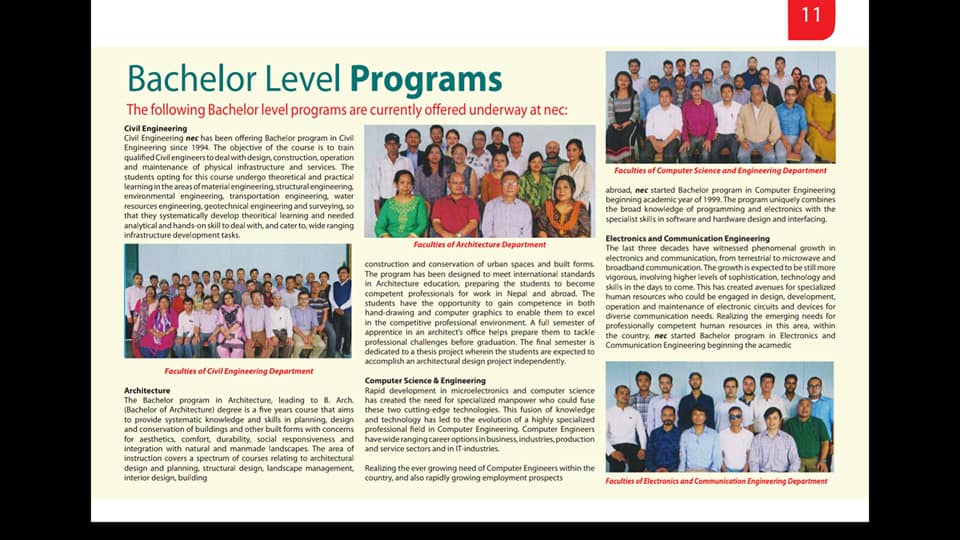 11
Bachelor Level Programs
The following Bachelor level programs are currently offered underway at nec:
Civil Engineering
Civil Engineering nec has been offering Bachelor program in Civil
Engineering since 1994. The objective of the course is to train
qualified Civil engineers to deal with design, construction, operation
and maintenance of physical infrastructure and services. The
students opting for this course undergo theoretical and practical
learning in the areas of material engineering, structural engineering,
environmental engineering, transportation engineering, water
resources engineering, geotechnical engineering and surveying, so
that they systematically develop theoritical learning and needed
analytical and hands-on skill to deal with, and cater to, wide ranging
infrastructure development tasks.
Faculties of Civil Engineering Department
Architecture
The Bachelor program in Architecture, leading to B. Arch.
(Bachelor of Architecture) degree is a five years course that aims
to provide systematic knowledge and skills in planning, design
and conservation of buildings and other built forms with concerns
for aesthetics, comfort, durability, social responsiveness and
integration with natural and manmade landscapes. The area of
instruction covers a spectrum of courses relating to architectural
design and planning, structural design, landscape management,
interior design, building
Faculties of Architecture Department
construction and conservation of urban spaces and built forms.
The program has been designed to meet international standards
in Architecture education, preparing the students to become
competent professionals for work in Nepal and abroad. The
students have the opportunity to gain competence in both
hand-drawing and computer graphics to enable them to excel
in the competitive professional environment. A full semester of
apprentice in an architect's office helps prepare them to tackle
professional challenges before graduation. The final semester is
dedicated to a thesis project wherein the students are expected to
accomplish an architectural design project independently.
Computer Science & Engineering
Rapid development in microelectronics and computer science
has created the need for specialized manpower who could fuse
these two cutting-edge technologies. This fusion of knowledge
and technology has led to the evolution of a highly specialized
professional field in Computer Engineering. Computer Engineers
have wide ranging career options in business, industries, production
and service sectors and in IT-industries.
Realizing the ever growing need of Computer Engineers within the
country, and also rapidly growing employment prospects
Faculties of Computer Science and Engineering Department
abroad, nec started Bachelor program in Computer Engineering
beginning academic year of 1999. The program uniquely combines
the broad knowledge of programming and electronics with the
specialist skills in software and hardware design and interfacing.
Electronics and Communication Engineering
The last three decades have witnessed phenomenal growth in
electronics and communication, from terrestrial to microwave and
broadband communication. The growth is expected to be still more
vigorous, involving higher levels of sophistication, technology and
skills in the days to come. This has created avenues for specialized
human resources who could be engaged in design, development,
operation and maintenance of electronic circuits and devices for
diverse communication needs. Realizing the emerging needs for
professionally competent human resources in this area, within
the country, nec started Bachelor program in Electronics and
Communication Engineering beginning the acamedic
Faculties of Electronics and Communication Engineering Department